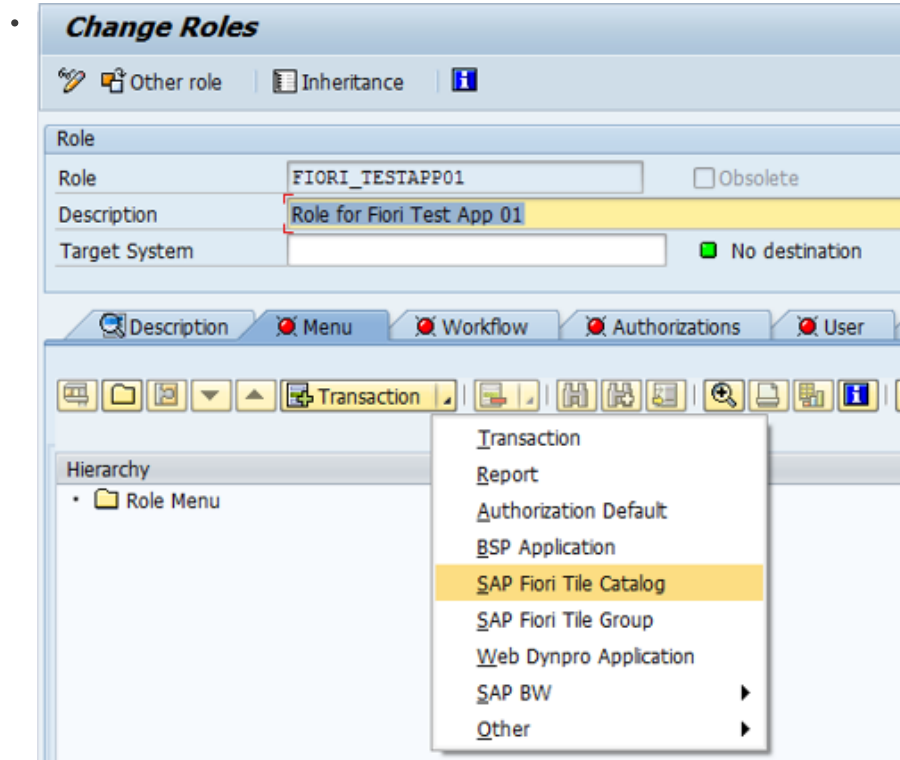 Change Roles
Other role Inheritance
Role
Role FIORI_TESTAPP01 Obsolete
Description Role for Fiori Test App 01
Target System No destination
Description Menu Workflow Authorizations User
Transaction
Transaction
Hierarchy
Report
Role Menu
Authorization Default
BSP Application
SAP Fiori Tile Catalog
SAP Fiori Tile Group
Web Dynpro Application
SAP BW
Other